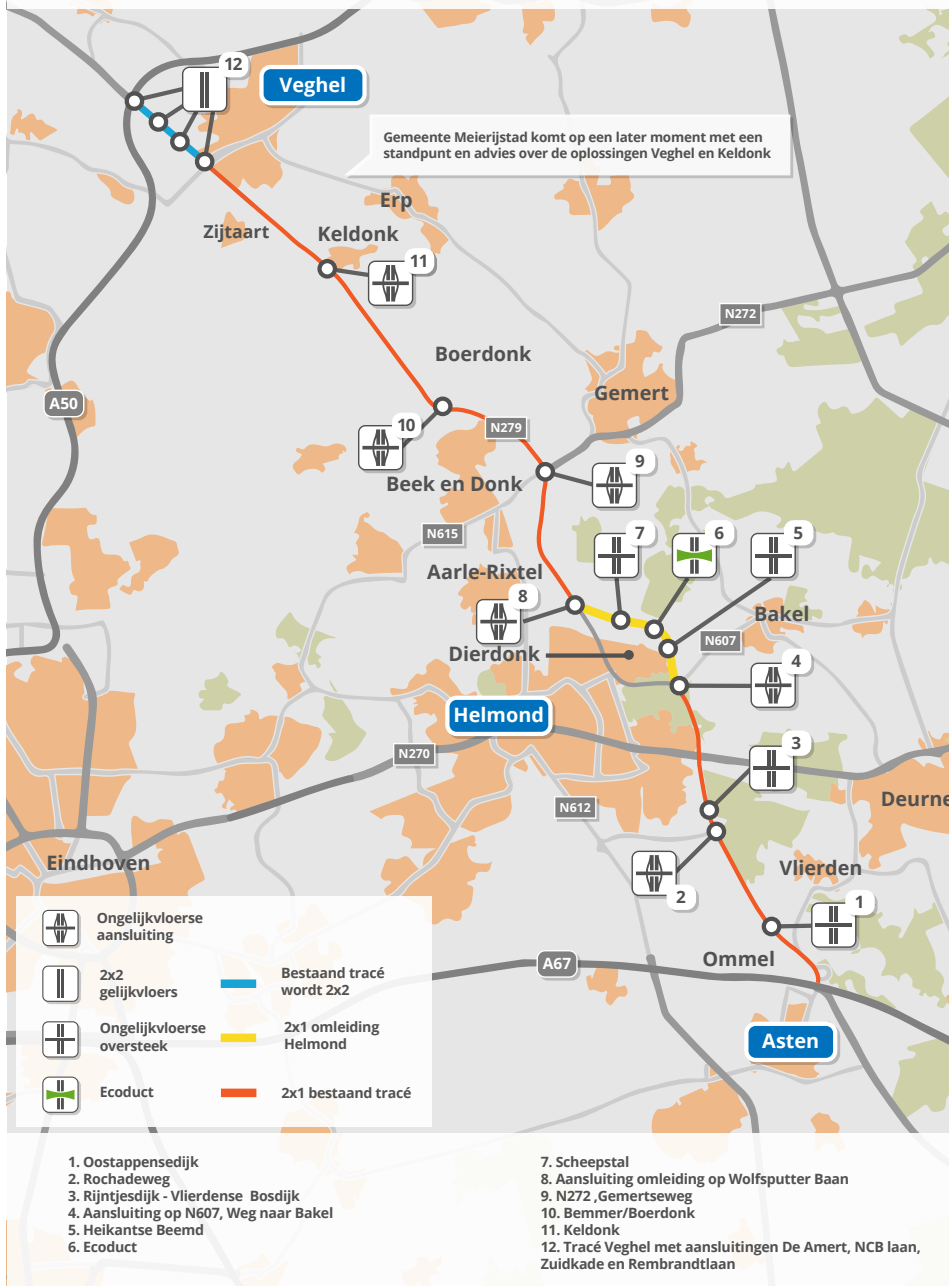 12
Veghel
Gemeente Meierijstad komt op een later moment met een
standpunt en advies over de oplossingen Veghel en Keldonk
Erp
Zijtaart
Keldonk
11
N272
Boerdonk
Gemert
A50
10
N279
9
Beek en Donk
N615
7
6
5
Aarle-Rixtel
8
Bakel
N607
Dierdonk
4
Helmond
3
N270
Deurne
N612
Eindhoven
Vlierden
2
1
Ommel
A67
Asten
Ongelijkvloerse
aansluiting
2x2
gelijkvloers
Bestaand tracé
wordt 2x2
Ongelijkvloerse
oversteek
2x1 omleiding
Helmond
Ecoduct
2x1 bestaand tracé
1. Oostappensedijk
2. Rochadeweg
3. Rijntjesdijk - Vlierdense Bosdijk
4. Aansluiting op N607, Weg naar Bakel
5. Heikantse Beemd
6. Ecoduct
7. Scheepstal
8. Aansluiting omleiding op Wolfsputter Baan
9. N272 ,Gemertseweg
10. Bemmer/Boerdonk
11. Keldonk
12. Tracé Veghel met aansluitingen De Amert, NCB laan,
Zuidkade en Rembrandtlaan